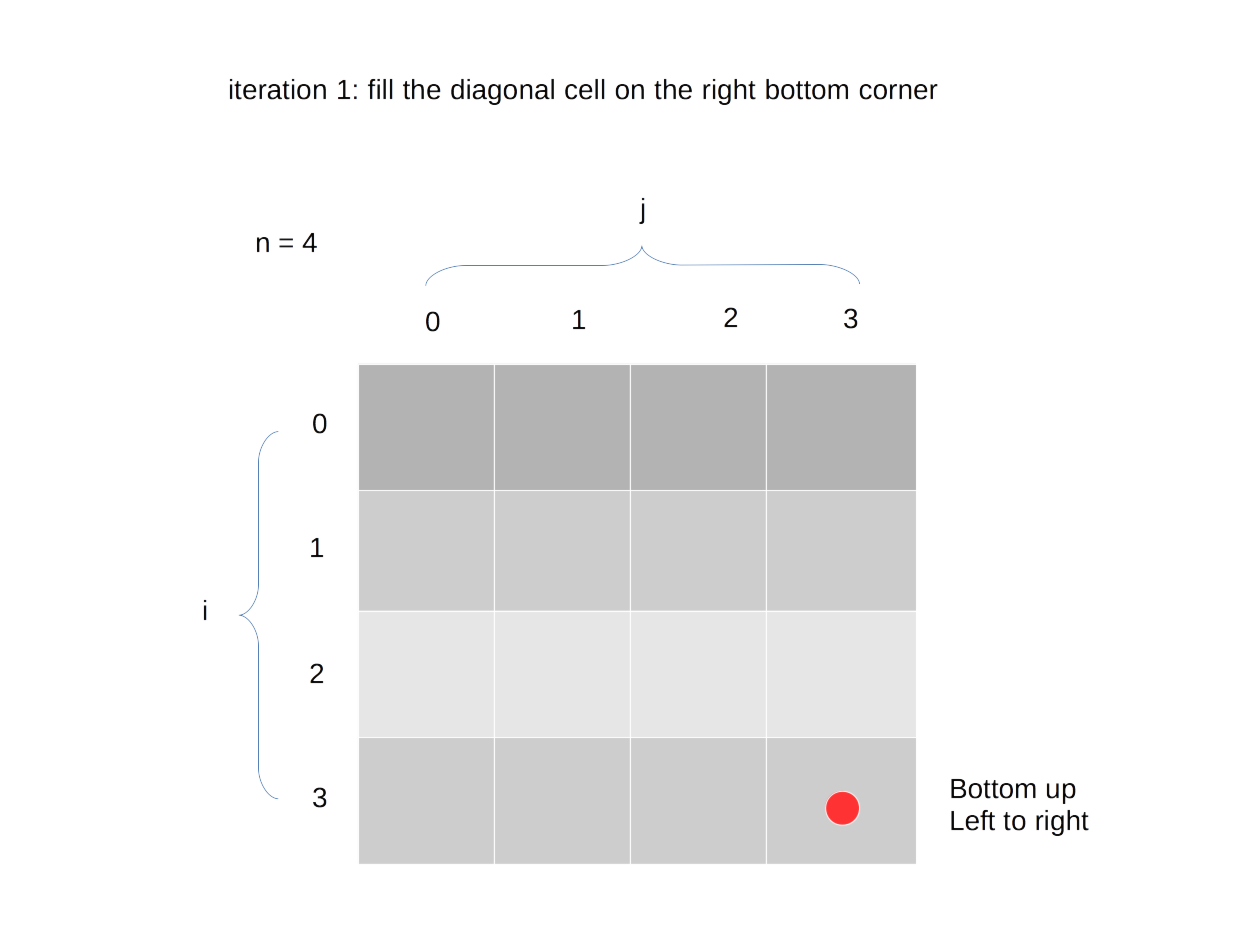 iteration 1: fill the diagonal cell on the right bottom corner
j
n = 4
0 1 2 3
0
1
i
2
3
Bottom up
Left to right